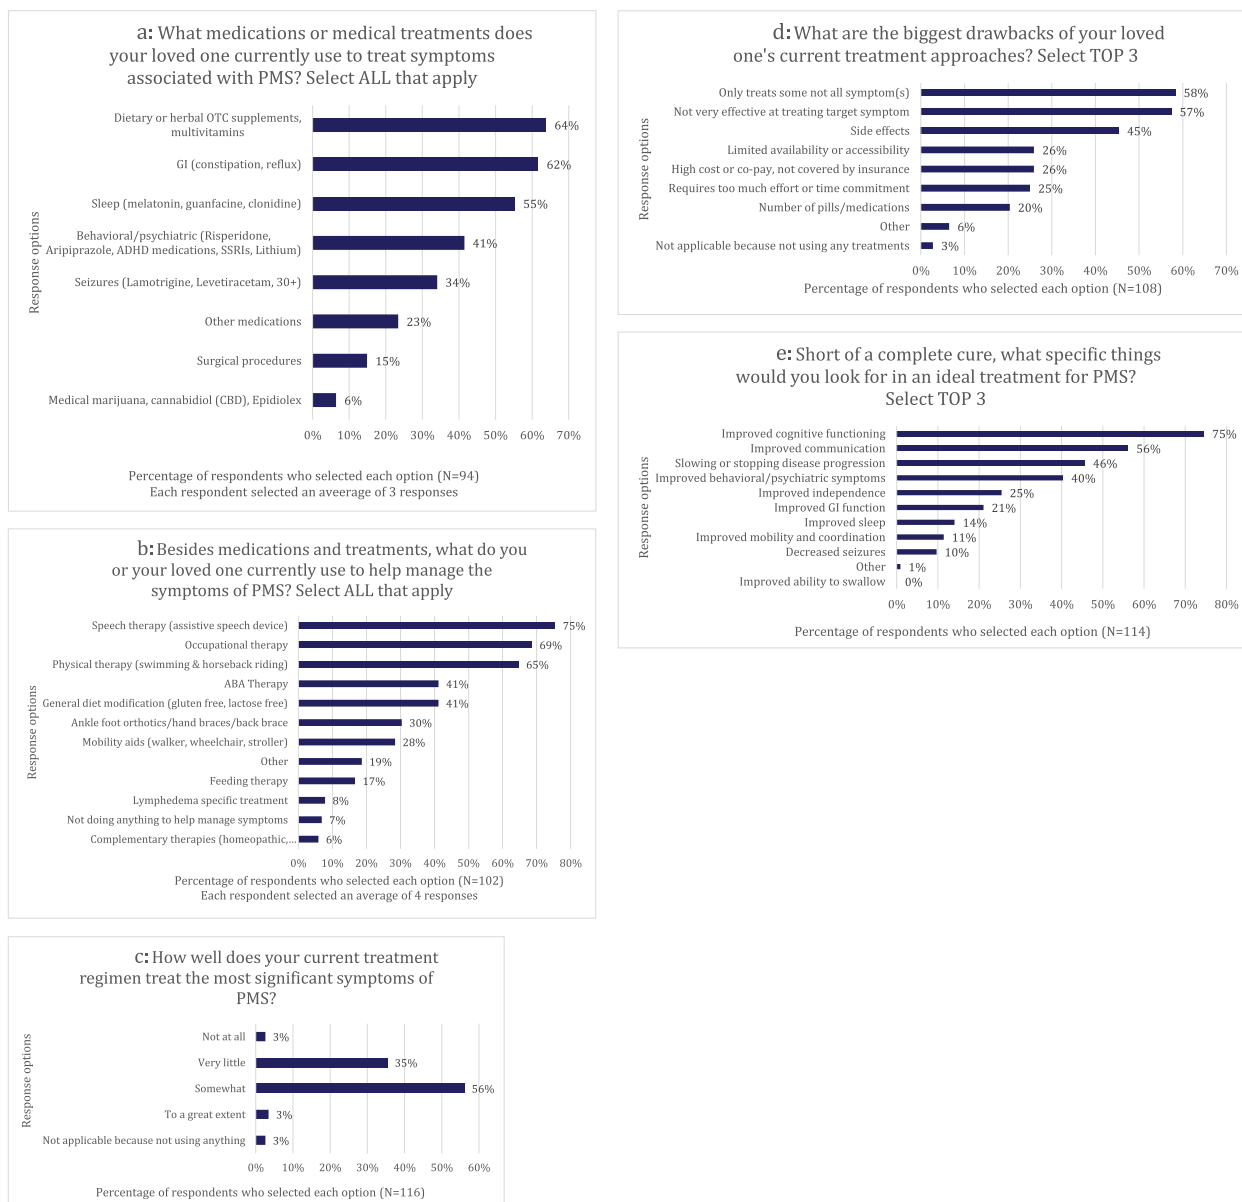 a: What medications or medical treatments does
your loved one currently use to treat symptoms
associated with PMS? Select ALL that apply
Response options
Dietary or herbal OTC supplements,
multivitamins
64%
GI (constipation, reflux)
62%
Sleep (melatonin, guanfacine, clonidine)
55%
Behavioral/psychiatric (Risperidone,
Aripiprazole, ADHD medications, SSRIs, Lithium)
41%
Seizures (Lamotrigine, Levetiracetam, 30+)
34%
Other medications
23%
Surgical procedures
15%
Medical marijuana, cannabidiol (CBD), Epidiolex
6%
0% 10% 20% 30% 40% 50% 60% 70%
Percentage of respondents who selected each option (N=94)
Each respondent selected an aveerage of 3 responses
b: Besides medications and treatments, what do you
or your loved one currently use to help manage the
symptoms of PMS? Select ALL that apply
Response options
Speech therapy (assistive speech device)
75%
Occupational therapy
69%
Physical therapy (swimming & horseback riding)
65%
ABA Therapy
41%
General diet modification (gluten free, lactose free)
41%
Ankle foot orthotics/hand braces/back brace
30%
Mobility aids (walker, wheelchair, stroller)
28%
Other
19%
Feeding therapy
17%
Lymphedema specific treatment
8%
Not doing anything to help manage symptoms
7%
Complementary therapies (homeopathic,...
6%
0% 10% 20% 30% 40% 50% 60% 70% 80%
Percentage of respondents who selected each option (N=102)
Each respondent selected an average of 4 responses
c: How well does your current treatment
regimen treat the most significant symptoms of
PMS?
Response options
Not at all
3%
Very little
35%
Somewhat
56%
To a great extent
3%
Not applicable because not using anything
3%
0% 10% 20% 30% 40% 50% 60%
Percentage of respondents who selected each option (N=116)
d: What are the biggest drawbacks of your loved
one's current treatment approaches? Select TOP 3
Response options
Only treats some not all symptom(s)
58%
Not very effective at treating target symptom
57%
Side effects
45%
Limited availability or accessibility
26%
High cost or co-pay, not covered by insurance
26%
Requires too much effort or time commitment
25%
Number of pills/medications
20%
Other
6%
Not applicable because not using any treatments
3%
0% 10% 20% 30% 40% 50% 60% 70%
Percentage of respondents who selected each option (N=108)
e: Short of a complete cure, what specific things
would you look for in an ideal treatment for PMS?
Select TOP 3
Response options
Improved cognitive functioning
75%
Improved communication
56%
Slowing or stopping disease progression
46%
Improved behavioral/psychiatric symptoms
40%
Improved independence
25%
Improved GI function
21%
Improved sleep
14%
Improved mobility and coordination
11%
Decreased seizures
10%
Other
1%
Improved ability to swallow
0%
0% 10% 20% 30% 40% 50% 60% 70% 80%
Percentage of respondents who selected each option (N=114)